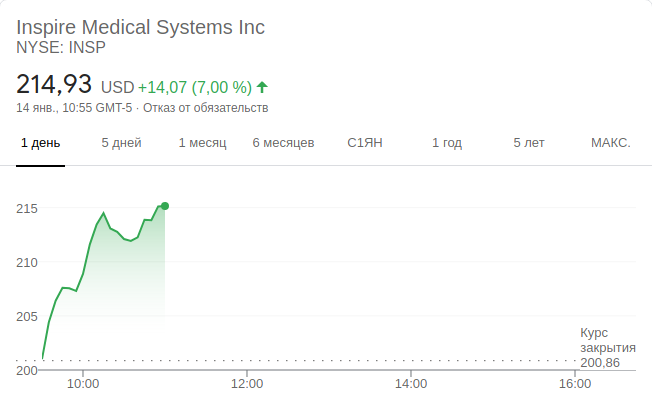 Inspire Medical Systems Inc
NYSE: INSP
214,93 USD +14,07 (7,00 %)
14 янв., 10:55 GMT-5 · Отказ от обязательств
1 день 5 дней 1 месяц 6 месяцев С1ЯН 1 год 5 лет МАКС.
215
210
205
Курс
закрытия
200,86
200
10:00 12:00 14:00 16:00